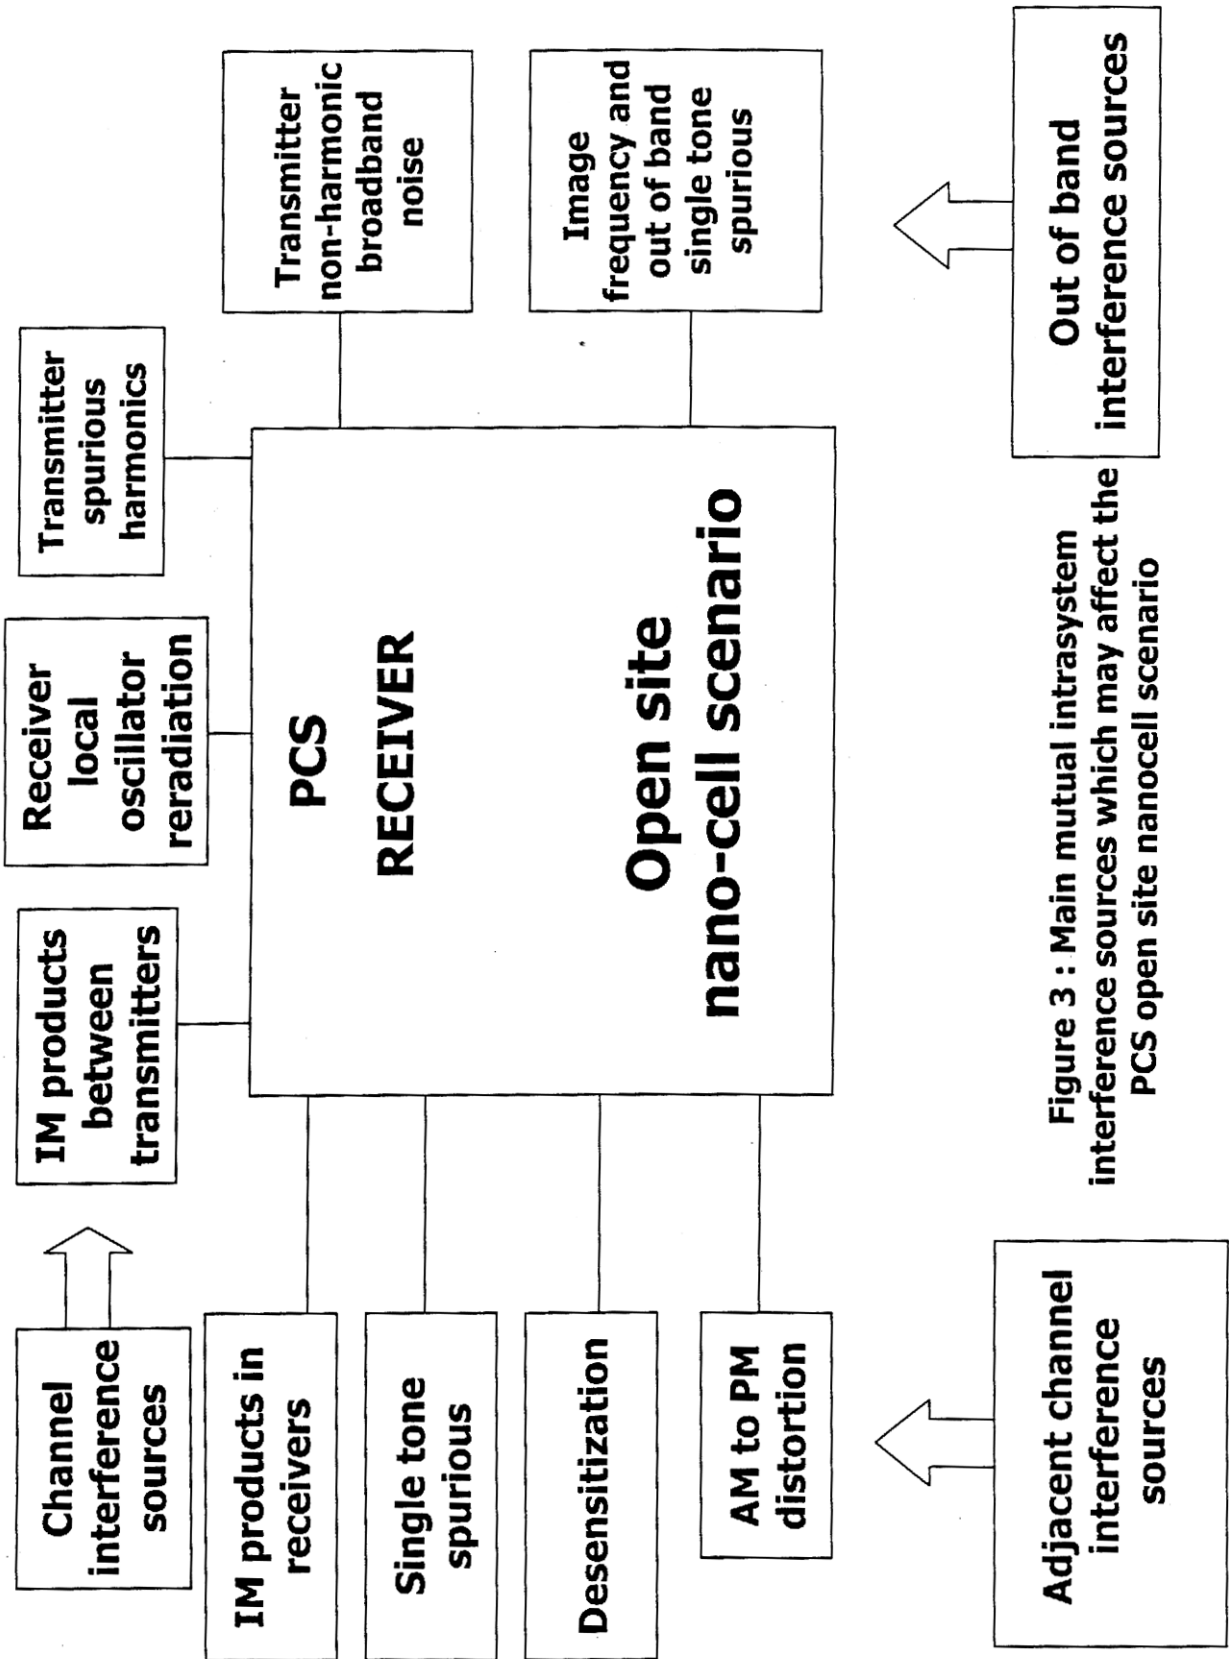 Channel
interference
sources
IM products
between
transmitters
Receiver
local
oscillator
reradiation
Transmitter
spurious
harmonics
IM products in
receivers
Single tone
spurious
Desensitization
AM to PM
distortion
PCS
RECEIVER
Open site
nano-cell scenario
Transmitter
non-harmonic
broadband
noise
Image
frequency and
out of band
single tone
spurious
Adjacent channel
interference
sources
Out of band
interference sources
Figure 3 : Main mutual intrasystem
interference sources which may affect the
PCS open site nanocell scenario